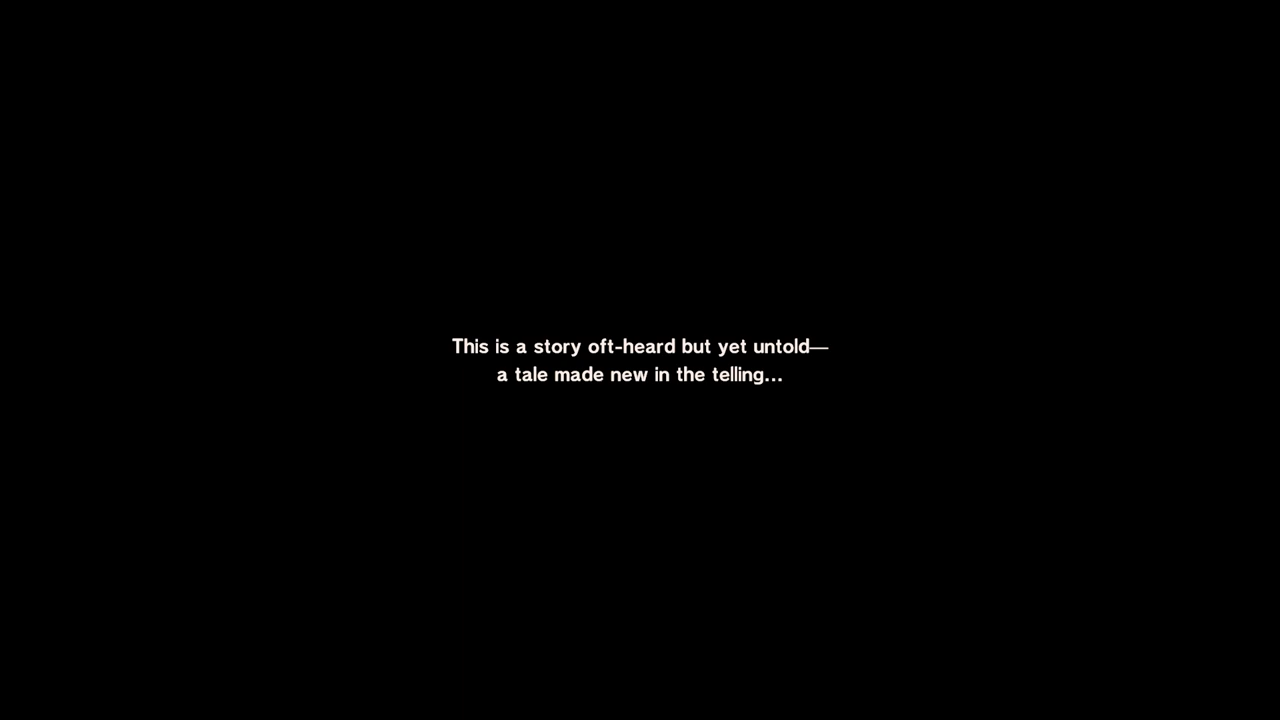 This is a story oft-heard but yet untold—
a tale made new in the telling...